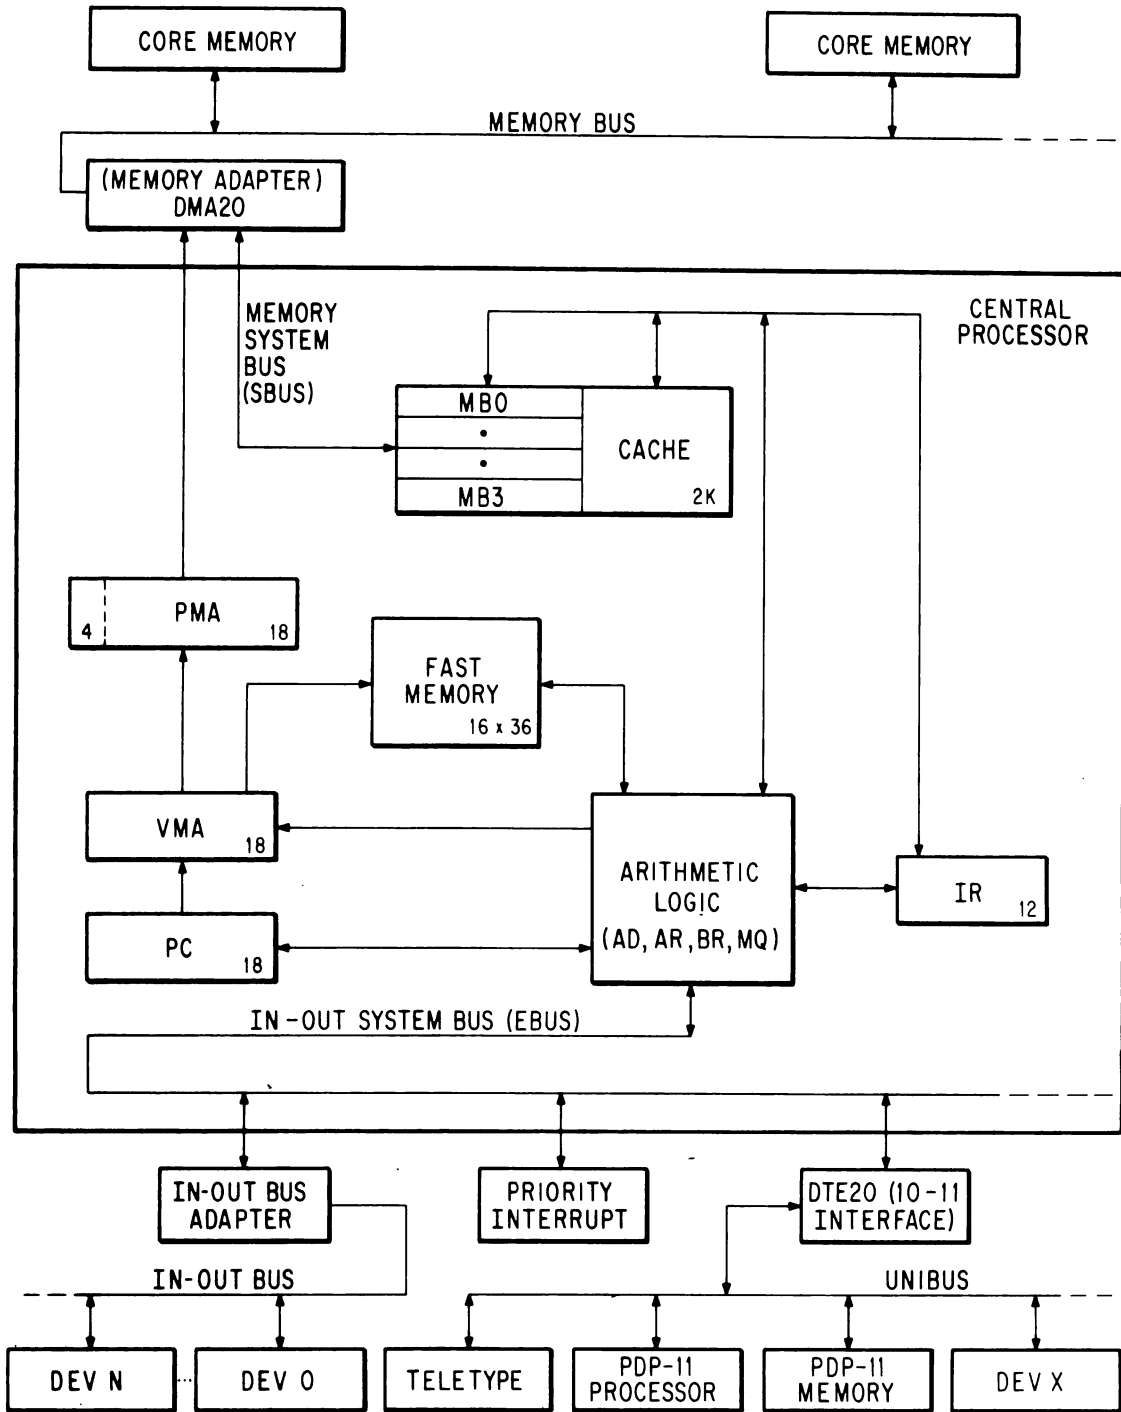 CORE MEMORY
CORE MEMORY
MEMORY BUS
(MEMORY ADAPTER)
DMA20
MEMORY
SYSTEM
BUS
(SBUS)
CENTRAL
PROCESSOR
MB0
MB3
CACHE
2K
4
PMA
18
FAST
MEMORY
16 x 36
VMA
18
ARITHMETIC
LOGIC
(AD, AR, BR, MQ)
IR
12
PC
18
IN-OUT SYSTEM BUS (EBUS)
IN-OUT BUS
ADAPTER
PRIORITY
INTERRUPT
DTE20 (10-11
INTERFACE)
IN-OUT BUS
UNIBUS
DEV N
...
DEV 0
TELETYPE
PDP-11
PROCESSOR
PDP-11
MEMORY
DEV X